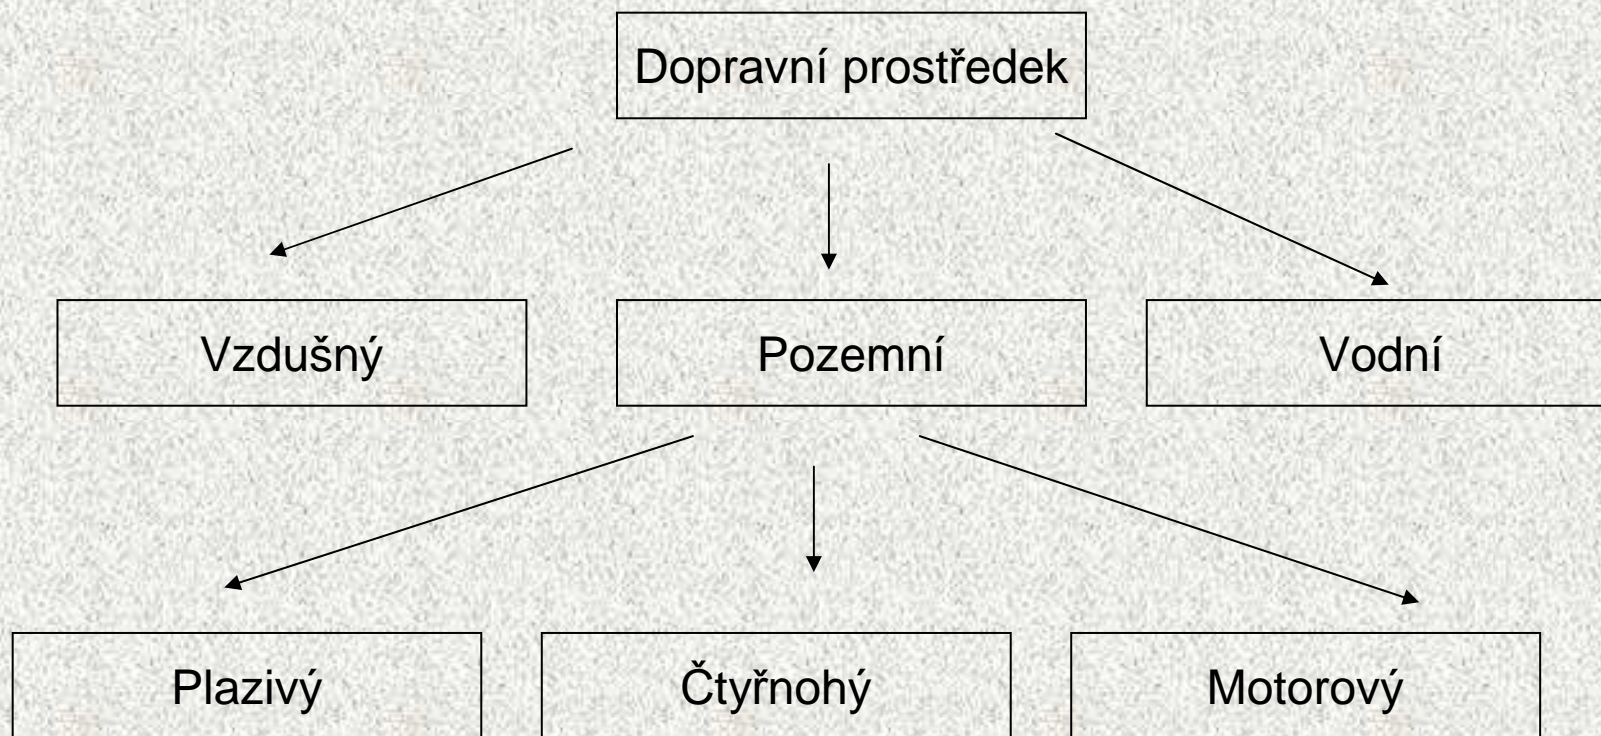 Dopravní prostředek
Vzdušný
Pozemní
Vodní
Plazivý
Čtyřnohý
Motorový